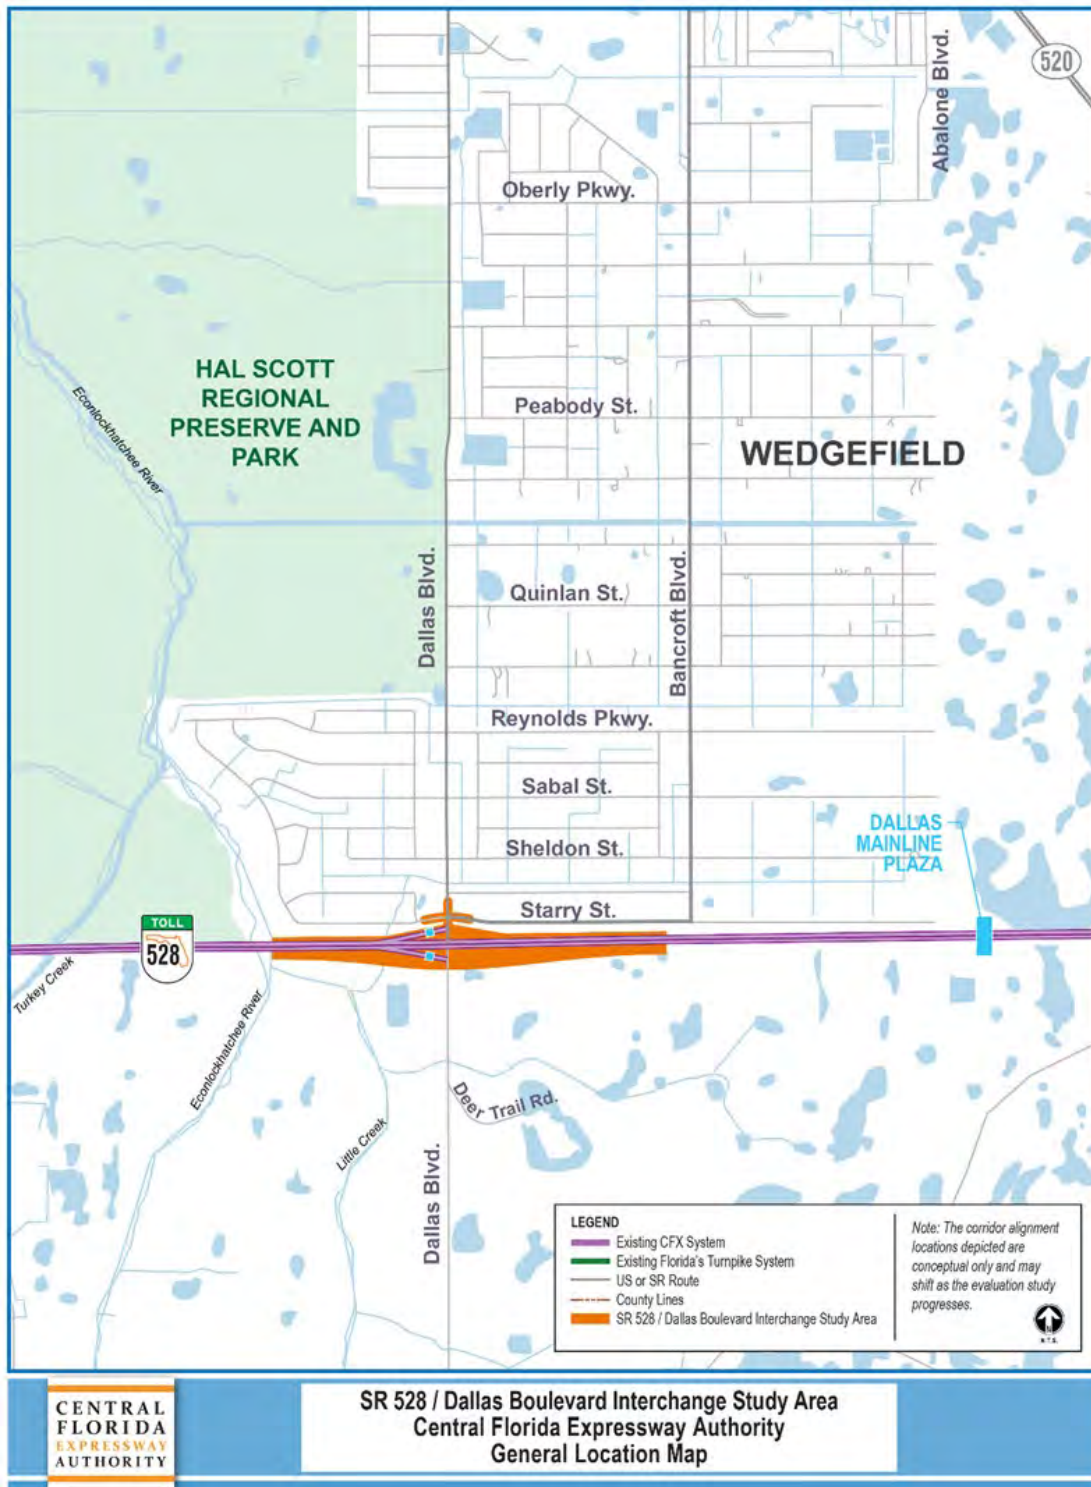 520
Abalone Blvd.
Oberly Pkwy.
HAL SCOTT
REGIONAL
PRESERVE AND
PARK
Econlockhatchee River
Peabody St.
WEDGEFIELD
Dallas Blvd.
Quinlan St.
Bancroft Blvd.
Reynolds Pkwy.
Sabal St.
Sheldon St.
DALLAS
MAINLINE
PLAZA
Starry St.
TOLL
528
Turkey Creek
Econlockhatchee River
Little Creek
Deer Trail Rd.
Dallas Blvd.
LEGEND
Existing CFX System
Existing Florida's Turnpike System
US or SR Route
County Lines
SR 528 / Dallas Boulevard Interchange Study Area
Note: The corridor alignment
locations depicted are
conceptual only and may
shift as the evaluation study
progresses.
N.T.S.
CENTRAL
FLORIDA
EXPRESSWAY
AUTHORITY
SR 528 / Dallas Boulevard Interchange Study Area
Central Florida Expressway Authority
General Location Map